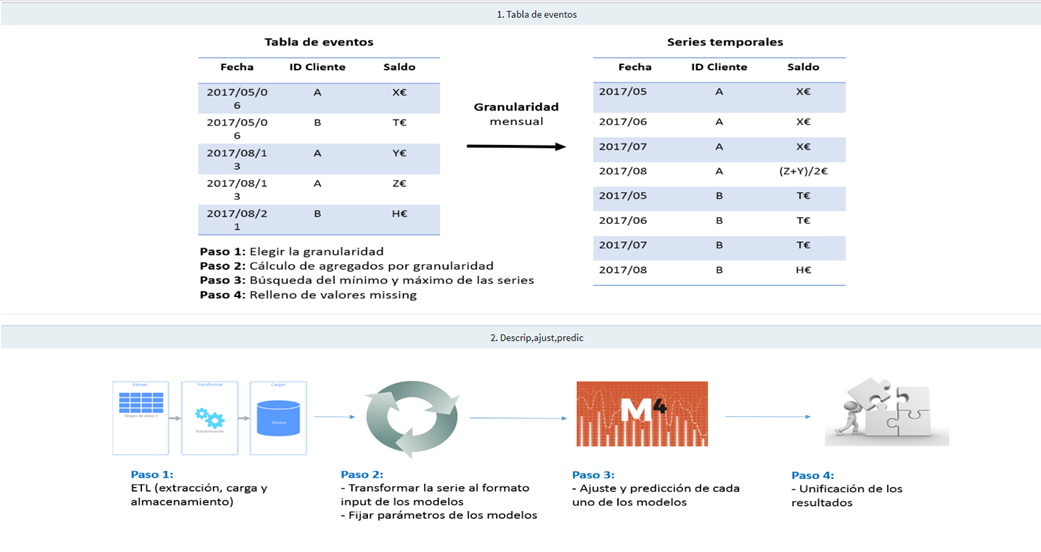 1. Tabla de eventos
Tabla de eventos
Fecha ID Cliente Saldo
2017/05/0
6 A X€
2017/05/0
6 B T€
2017/08/1
3 A Y€
2017/08/1
3 A Z€
2017/08/2
1 B H€
Paso 1: Elegir la granularidad
Paso 2: Cálculo de agregados por granularidad
Paso 3: Búsqueda del mínimo y máximo de las series
Paso 4: Relleno de valores missing
Granularidad
mensual
Series temporales
Fecha ID Cliente Saldo
2017/05 A X€
2017/06 A X€
2017/07 A X€
2017/08 A (Z+Y)/2€
2017/05 B T€
2017/06 B T€
2017/07 B T€
2017/08 B H€
2. Descrip,ajust,predic
Extraer
Origen de datos 1
Transformar
Transformación
Cargar
Destino
M4
Paso 1:
ETL (extracción, carga y
almacenamiento)
Paso 2:
- Transformar la serie al formato
input de los modelos
- Fijar parámetros de los modelos
Paso 3:
- Ajuste y predicción de cada
uno de los modelos
Paso 4:
- Unificación de los
resultados